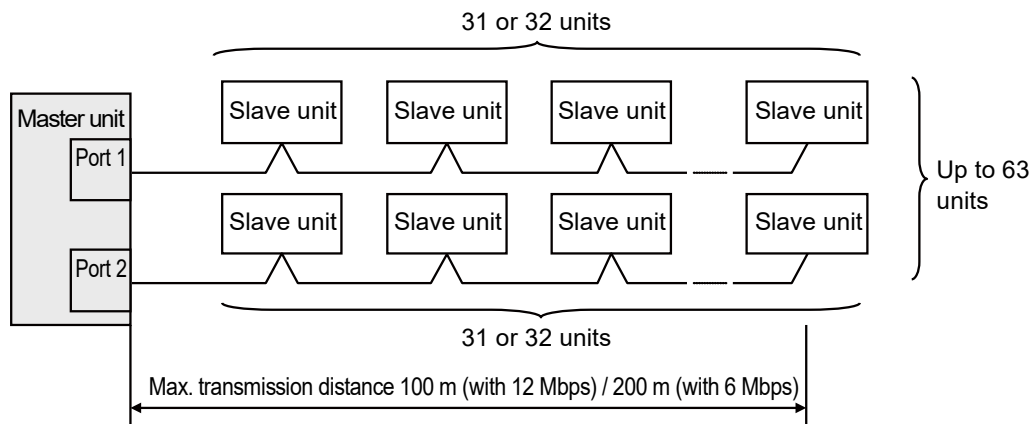 31 or 32 units
Slave unit Slave unit Slave unit Slave unit
Master unit
Port 1
Up to 63
units
Slave unit Slave unit Slave unit Slave unit
Port 2
31 or 32 units
Max. transmission distance 100 m (with 12 Mbps) / 200 m (with 6 Mbps)